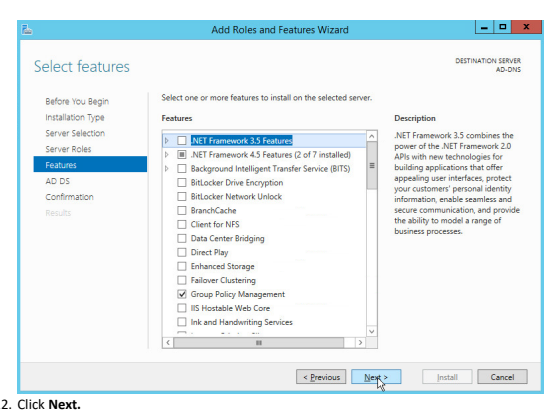 Add Roles and Features Wizard
Select features
DESTINATION SERVER
AD-DNS
Before You Begin
Installation Type
Server Selection
Server Roles
Features
AD DS
Confirmation
Results
Select one or more features to install on the selected server.
Features
.NET Framework 3.5 Features
.NET Framework 4.5 Features (2 of 7 installed)
Background Intelligent Transfer Service (BITS)
BitLocker Drive Encryption
BitLocker Network Unlock
BranchCache
Client for NFS
Data Center Bridging
Direct Play
Enhanced Storage
Failover Clustering
Group Policy Management
IIS Hostable Web Core
Ink and Handwriting Services
Description
.NET Framework 3.5 combines the
power of the .NET Framework 2.0
APIs with new technologies for
building applications that offer
appealing user interfaces, protect
your customers' personal identity
information, enable seamless and
secure communication, and provide
the ability to model a range of
business processes.
< Previous
Next >
Install
Cancel
2. Click Next.